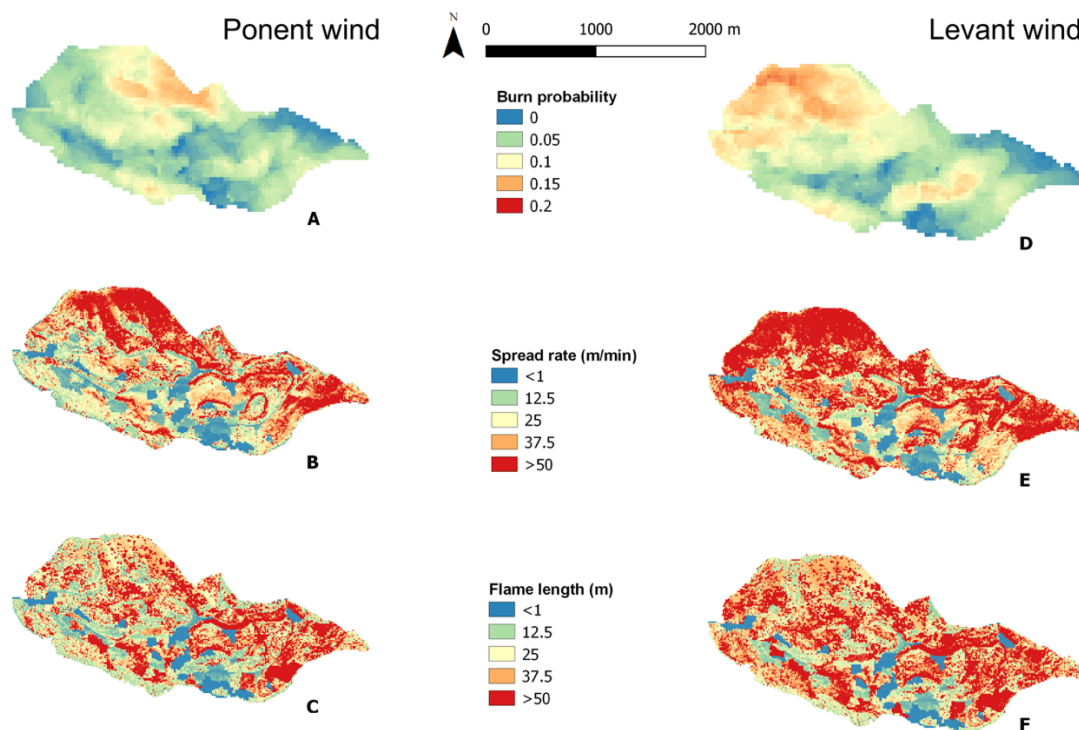 Ponent wind
N
0 1000 2000 m
Levant wind
Burn probability
0
0.05
0.1
0.15
0.2
A
D
Spread rate (m/min)
<1
12.5
25
37.5
>50
B
E
Flame length (m)
<1
12.5
25
37.5
>50
C
F